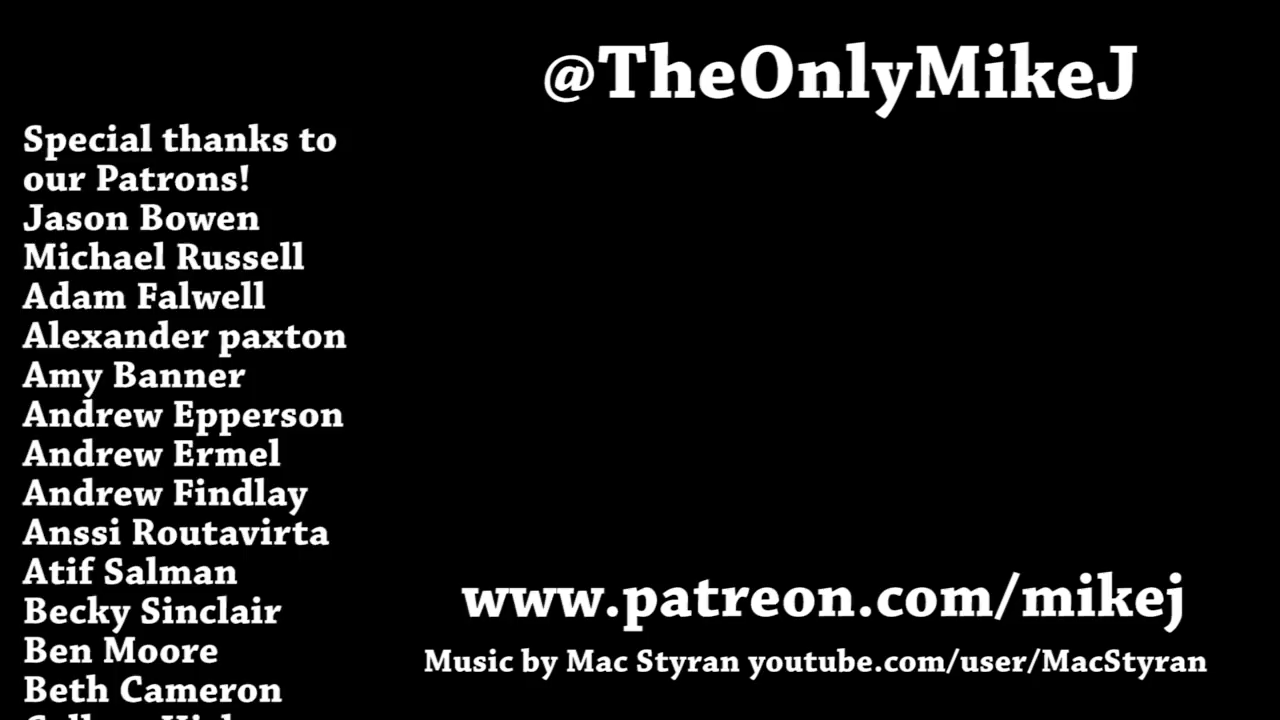 @TheOnlyMikeJ
Special thanks to
our Patrons!
Jason Bowen
Michael Russell
Adam Falwell
Alexander paxton
Amy Banner
Andrew Epperson
Andrew Ermel
Andrew Findlay
Anssi Routavirta
Atif Salman
Becky Sinclair
Ben Moore
Beth Cameron
www.patreon.com/mikej
Music by Mac Styran youtube.com/user/MacStyran